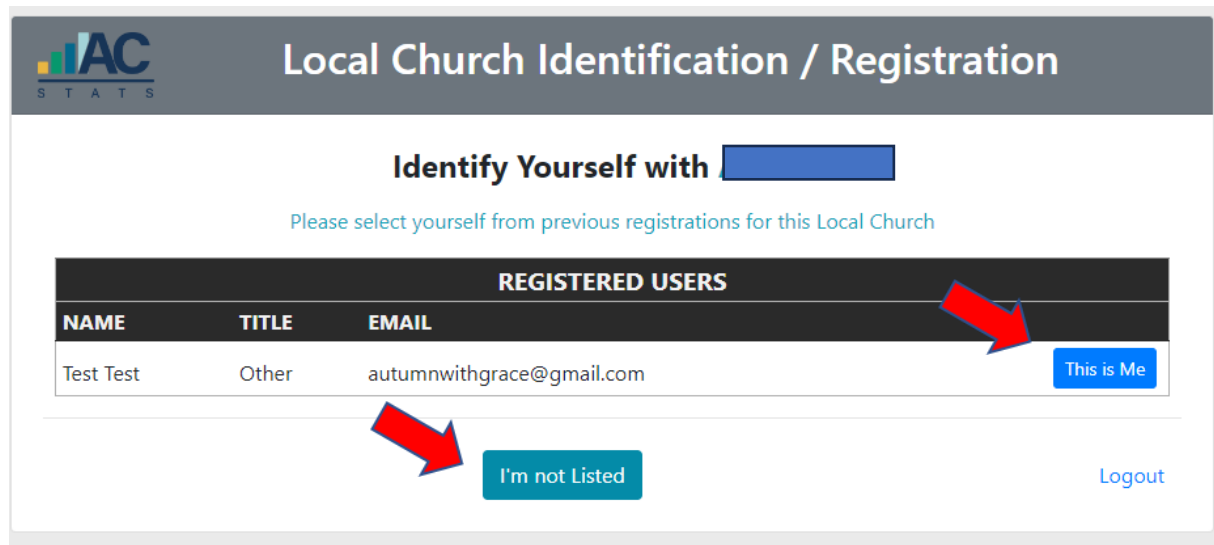 AC
STATS
Local Church Identification / Registration
Identify Yourself with
Please select yourself from previous registrations for this Local Church
REGISTERED USERS
NAME TITLE EMAIL
Test Test Other autumnwithgrace@gmail.com This is Me
I'm not Listed Logout